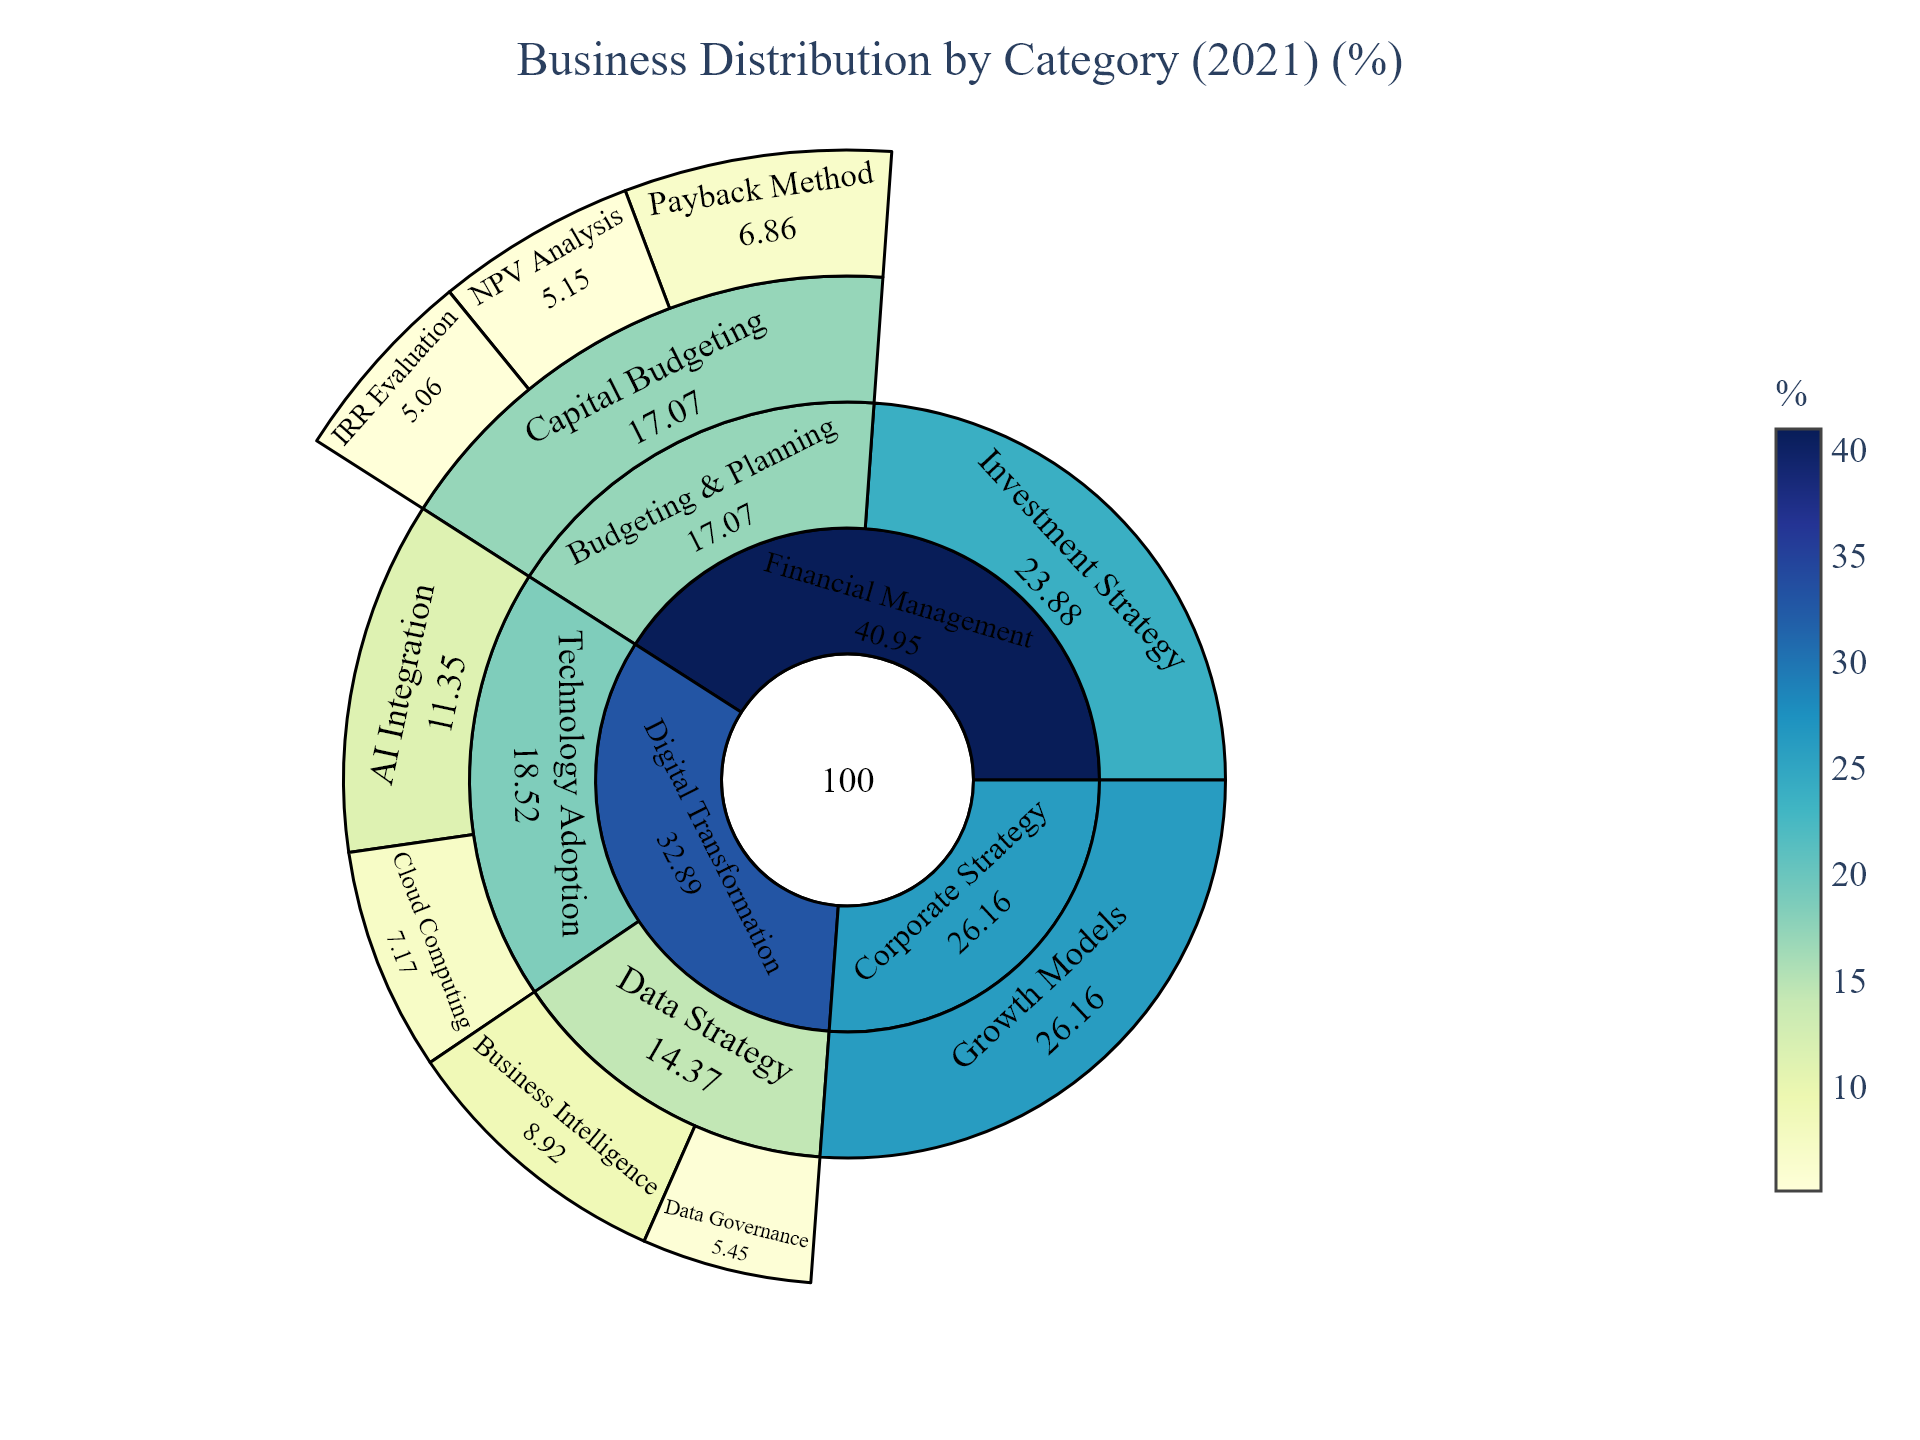 Business Distribution by Category (2021) (%)
Payback Method
6.86
NPV Analysis
5.15
IRR Evaluation
5.06
Capital Budgeting
17.07
Budgeting & Planning
17.07
Investment Strategy
23.88
Financial Management
40.95
AI Integration
11.35
Technology Adoption
18.52
Digital Transformation
32.89
100
Corporate Strategy
26.16
Growth Models
26.16
Cloud Computing
7.17
Data Strategy
14.37
Business Intelligence
8.92
Data Governance
5.45
%
40
35
30
25
20
15
10